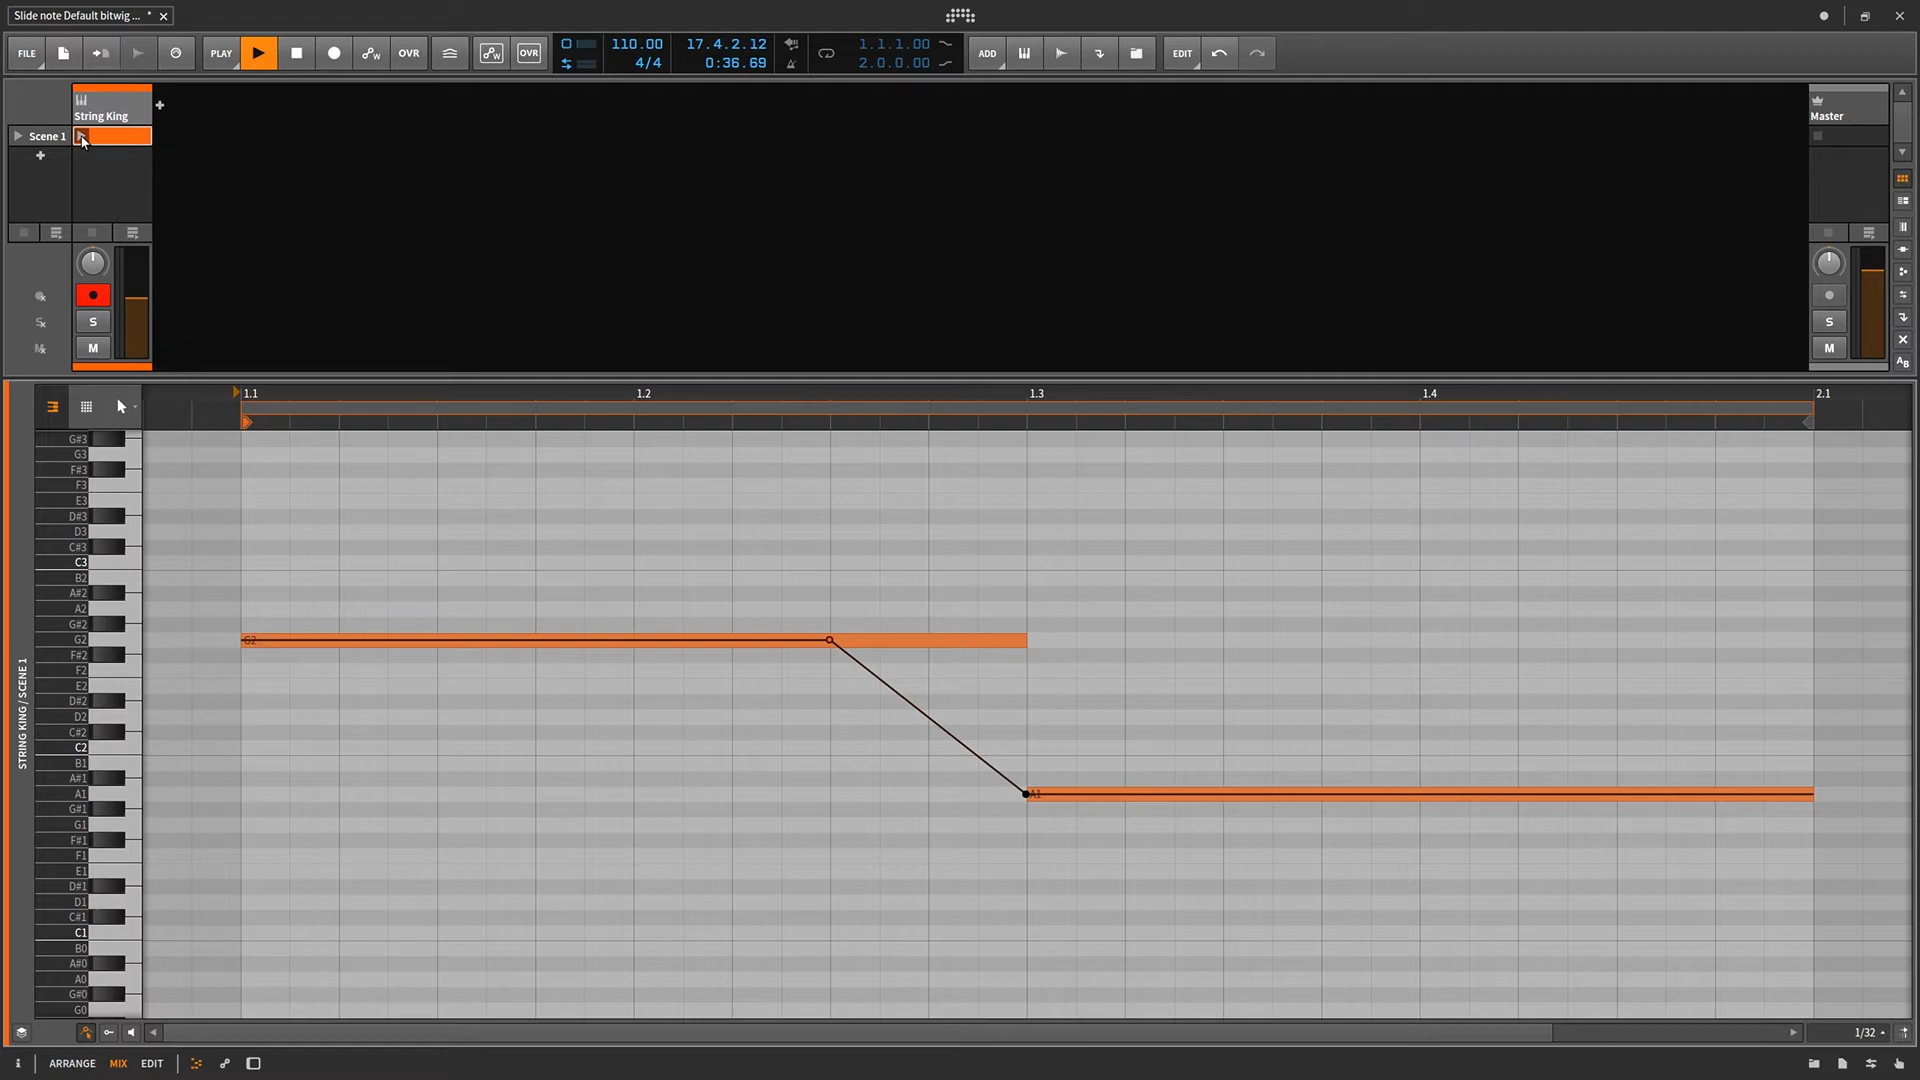 Slide note Default bitwig ... *
FILE
PLAY
OVR
OVR
110.00
4/4
17.4.2.12
0:36.69
1.1.1.00
2.0.0.00
ADD
EDIT
String King
Scene 1
Master
S
M
S
M
1.1
1.2
1.3
1.4
2.1
G#3
G3
F#3
F3
E3
D#3
D3
C#3
C3
B2
A#2
A2
G#2
G2
F#2
F2
E2
D#2
D2
C#2
C2
B1
A#1
A1
G#1
G1
F#1
F1
E1
D#1
D1
C#1
C1
B0
A#0
A0
G#0
G0
G2
A1
STRING KING / SCENE 1
1/32
ARRANGE
MIX
EDIT